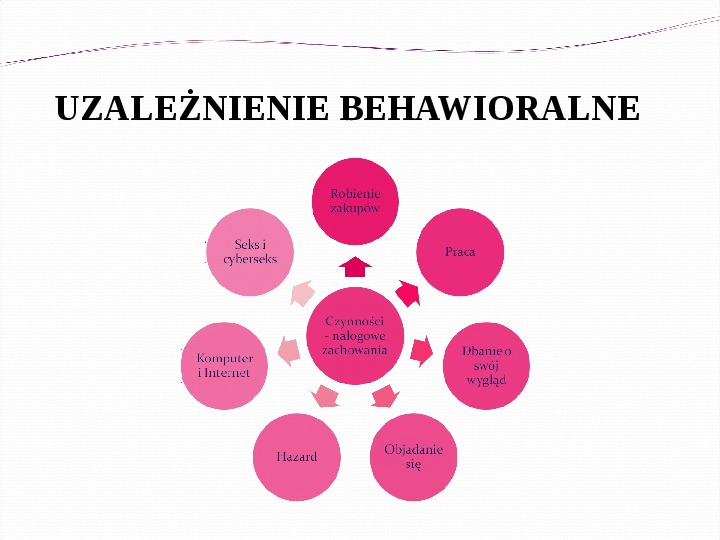 UZALEŻNIENIE BEHAWIORALNE
Robienie
zakupów
Praca
Dbanie o
swój
wygląd
Objadanie
się
Hazard
Komputer
i Internet
Seks i
cyberseks
Czynności
- nałogowe
zachowania